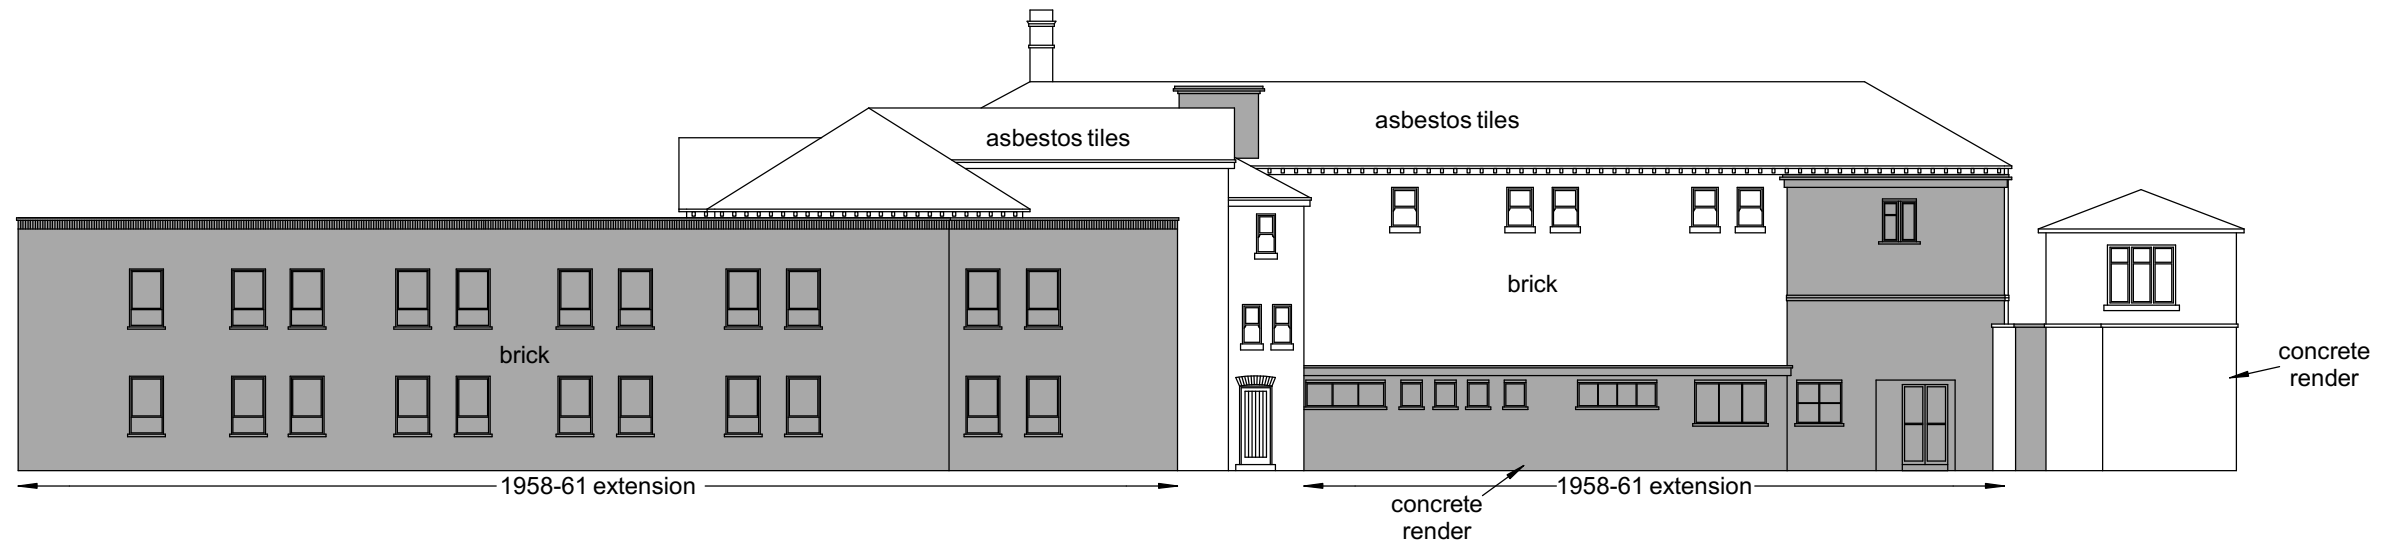 asbestos tiles
asbestos tiles
brick
brick
concrete
render
1958-61 extension
1958-61 extension
concrete
render